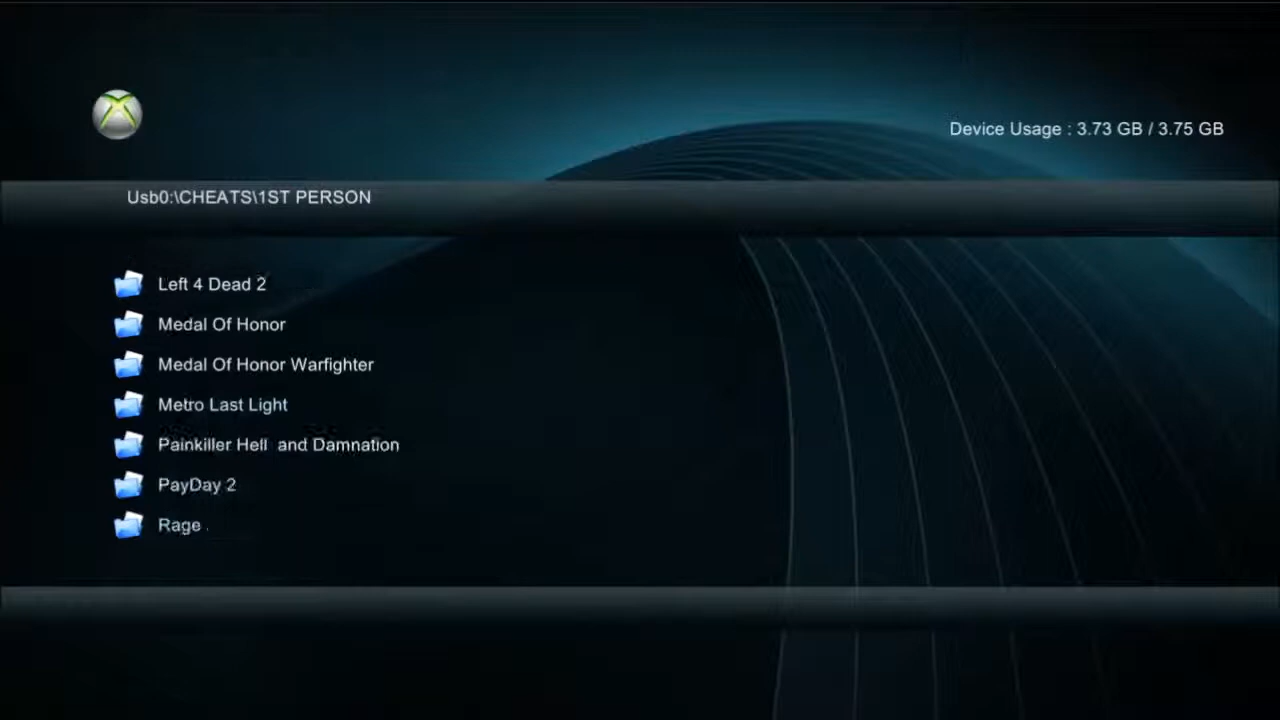 Device Usage : 3.73 GB / 3.75 GB
Usb0:\CHEATS\1ST PERSON
Left 4 Dead 2
Medal Of Honor
Medal Of Honor Warfighter
Metro Last Light
Painkiller Hell  and Damnation
PayDay 2
Rage